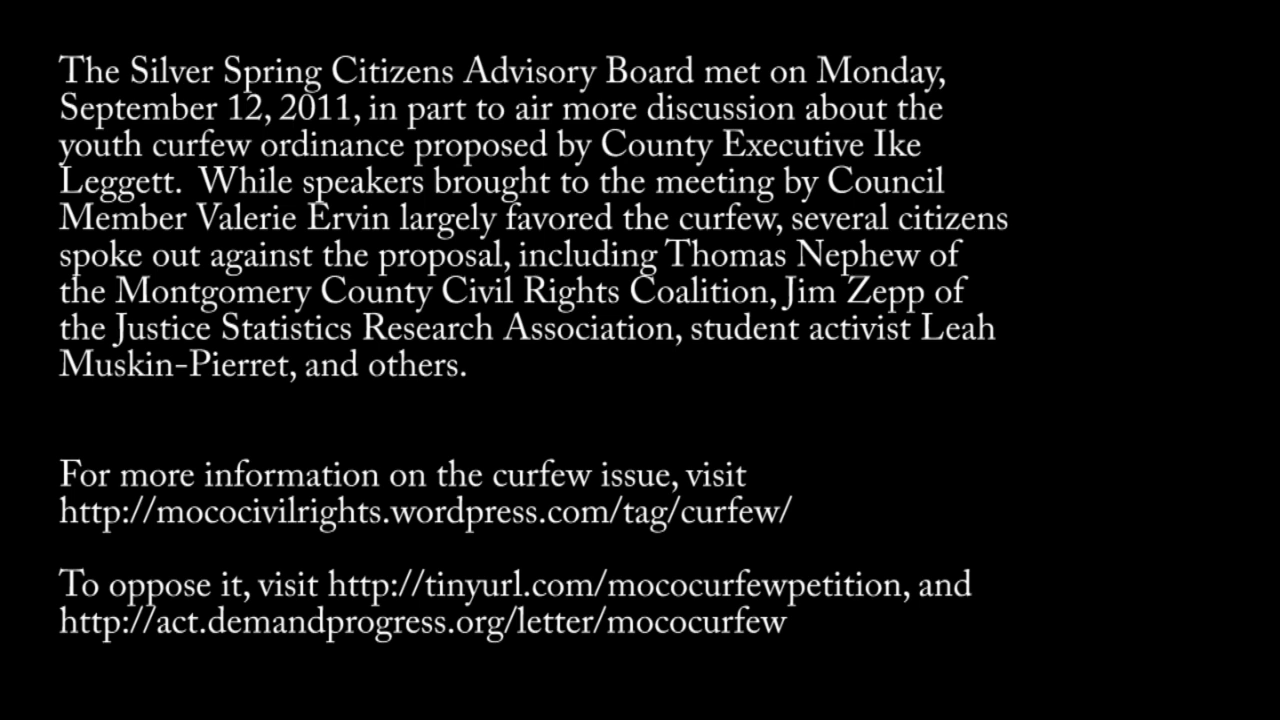 The Silver Spring Citizens Advisory Board met on Monday,
September 12, 2011, in part to air more discussion about the
youth curfew ordinance proposed by County Executive Ike
Leggett.  While speakers brought to the meeting by Council
Member Valerie Ervin largely favored the curfew, several citizens
spoke out against the proposal, including Thomas Nephew of
the Montgomery County Civil Rights Coalition, Jim Zepp of
the Justice Statistics Research Association, student activist Leah
Muskin-Pierret, and others.
For more information on the curfew issue, visit
http://mococivilrights.wordpress.com/tag/curfew/
To oppose it, visit http://tinyurl.com/mococurfewpetition, and
http://act.demandprogress.org/letter/mococurfew